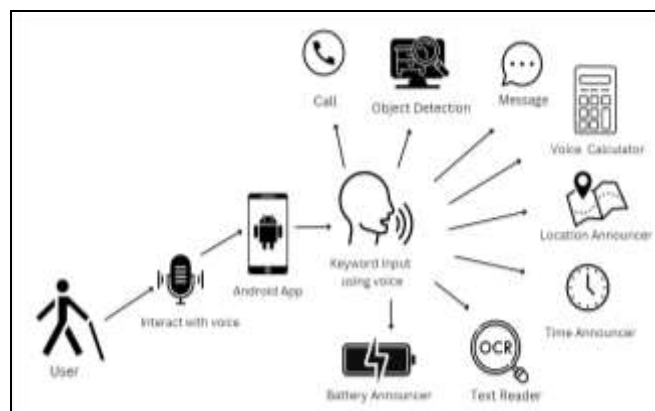 Call
Object Detection
Message
Voice Calculator
Location Announcer
Time Announcer
OCR
Text Reader
Battery Announcer
Keyword Input
using voice
Android App
Interact with voice
User